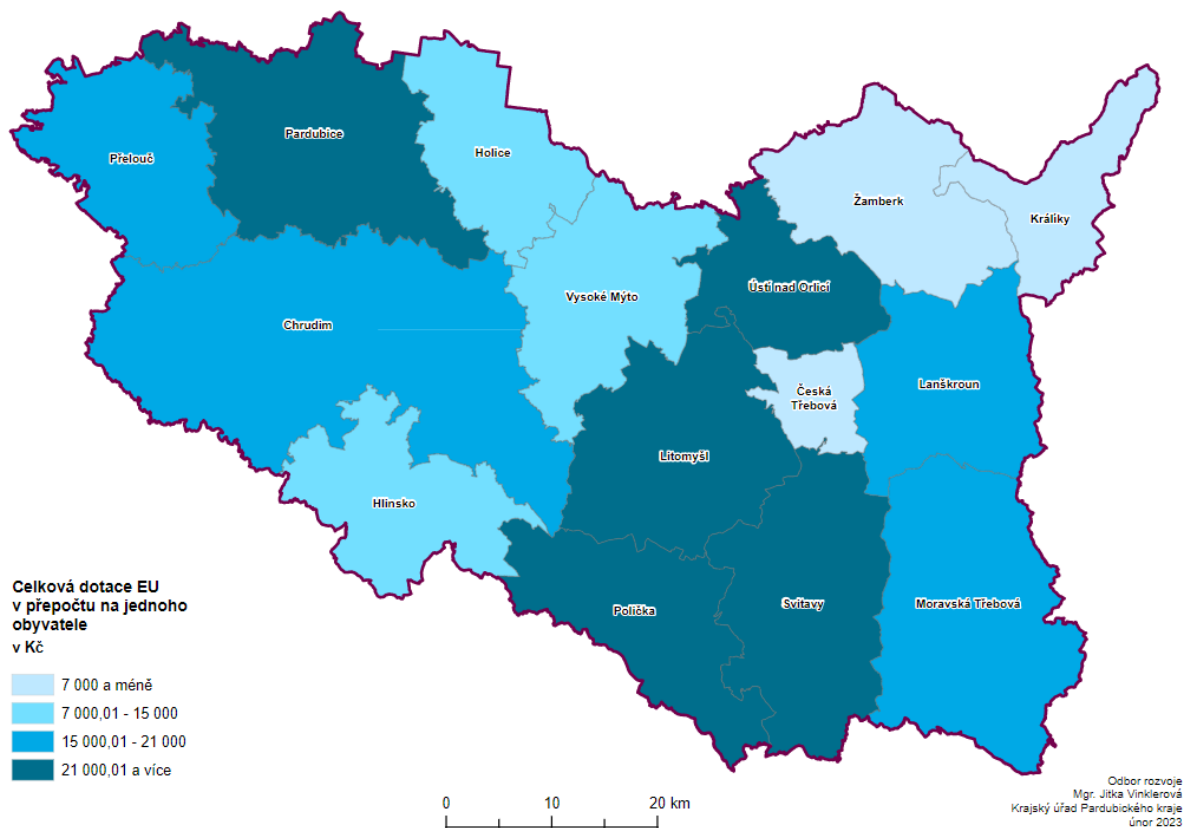 Pardubice
Holice
Přelouč
Žamberk
Králíky
Ústí nad Orlicí
Vysoké Mýto
Chrudim
Lanškroun
Česká
Třebová
Litomyšl
Hlinsko
Polička
Svitavy
Moravská Třebová
Celková dotace EU
v přepočtu na jednoho
obyvatele
v Kč
7 000 a méně
7 000,01 - 15 000
15 000,01 - 21 000
21 000,01 a více
0 10 20 km
Odbor rozvoje
Mgr. Jitka Vinklerová
Krajský úřad Pardubického kraje
únor 2023